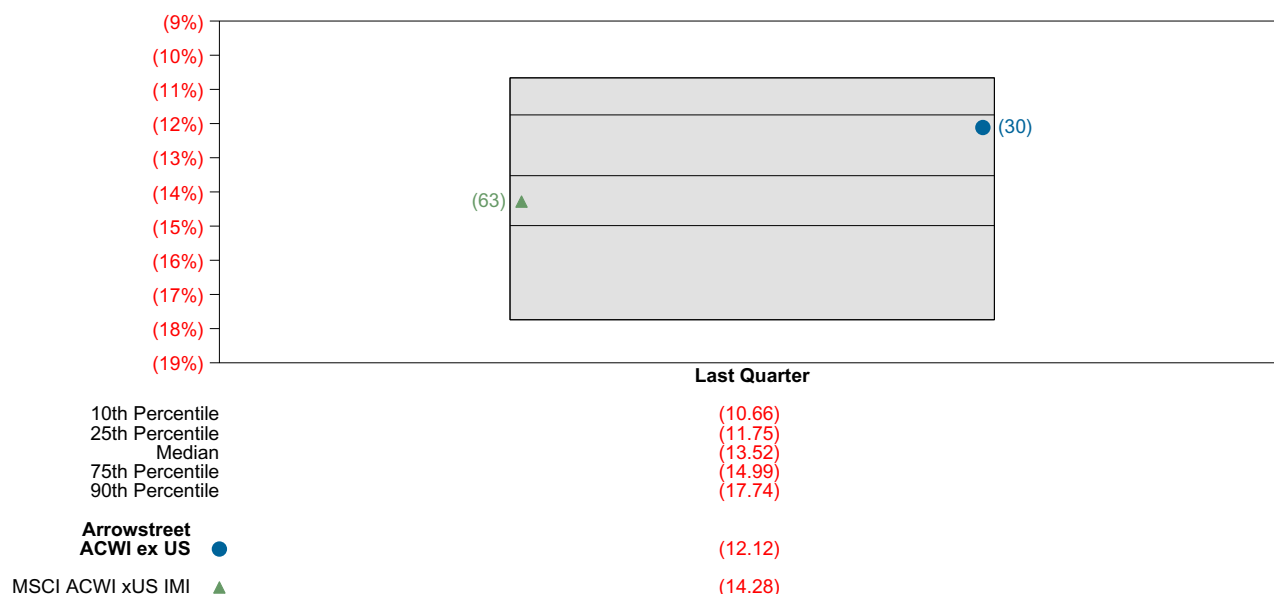 (9%)
(10%)
(11%)
(12%)
(13%)
(14%)
(15%)
(16%)
(17%)
(18%)
(19%)
(30)
(63)
Last Quarter
10th Percentile (10.66)
25th Percentile (11.75)
Median (13.52)
75th Percentile (14.99)
90th Percentile (17.74)
Arrowstreet
ACWI ex US (12.12)
MSCI ACWI xUS IMI (14.28)